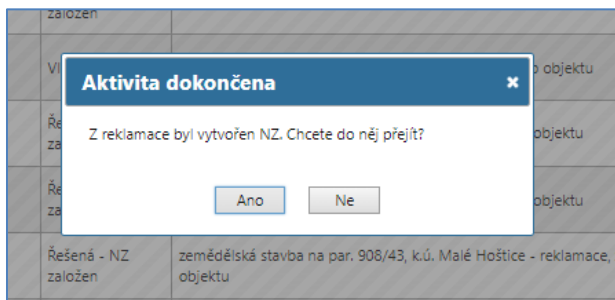 založen
Aktivita dokončena
objektu
Z reklamace byl vytvořen NZ. Chcete do něj přejít?
objektu
Ano Ne
objektu
Řešená - NZ
založen
zemědělská stavba na par. 908/43, k.ú. Malé Hoštice - reklamace,
objektu